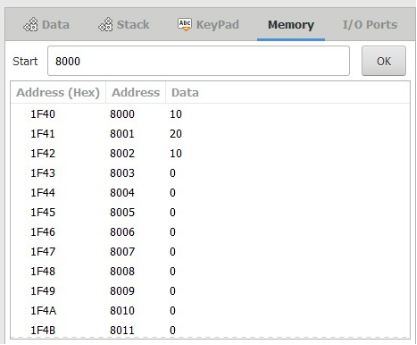 Data Stack KeyPad Memory I/O Ports
Start 8000 OK
Address (Hex) Address Data
1F40 8000 10
1F41 8001 20
1F42 8002 10
1F43 8003 0
1F44 8004 0
1F45 8005 0
1F46 8006 0
1F47 8007 0
1F48 8008 0
1F49 8009 0
1F4A 8010 0
1F4B 8011 0